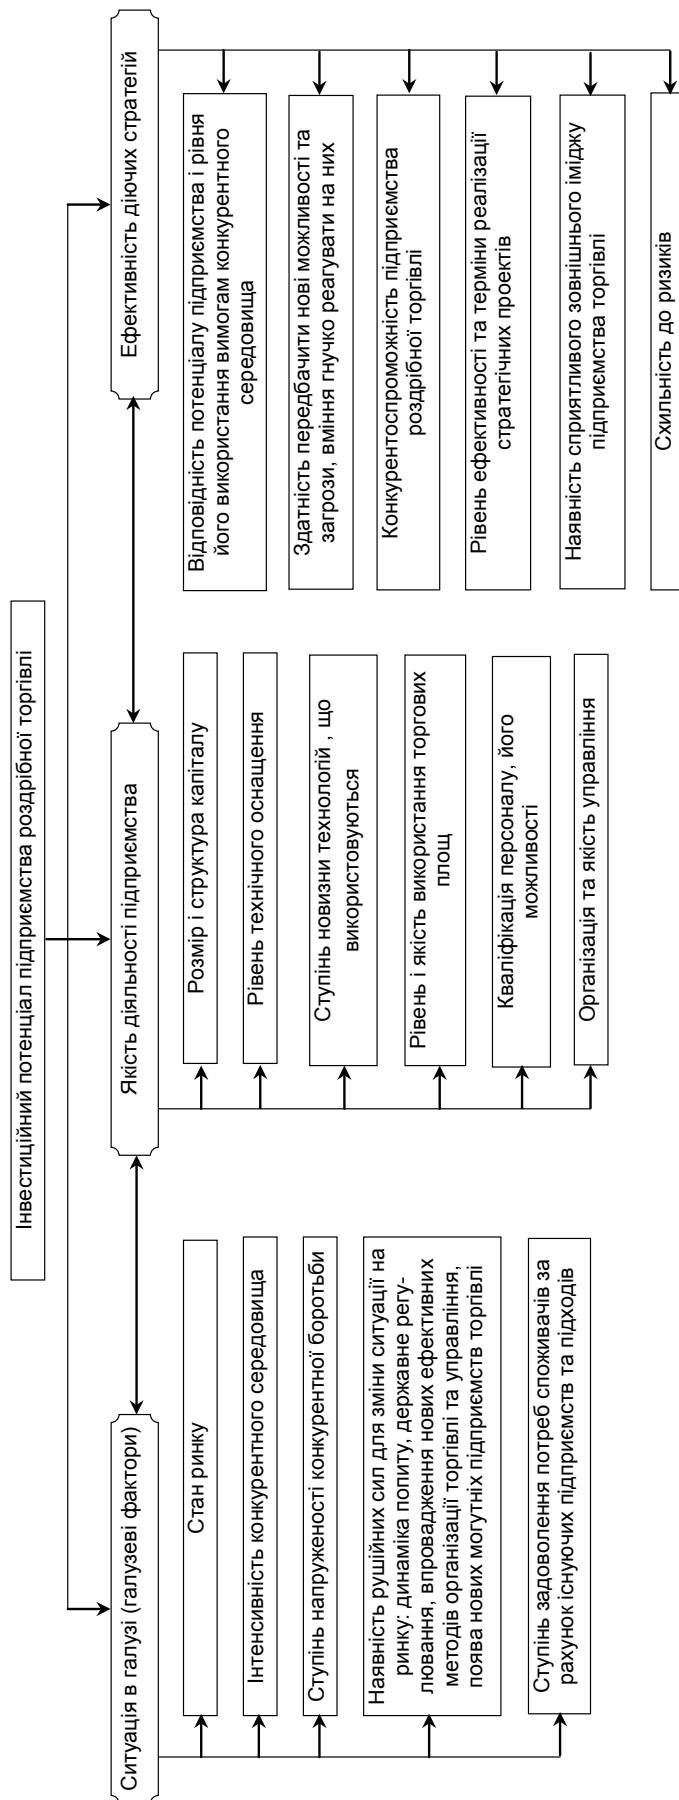 Інвестиційний потенціал підприємства роздрібної торгівлі
Ситуація в галузі (галузеві фактори)
Стан ринку
Інтенсивність конкурентного середовища
Ступінь напруженості конкурентної боротьби
Наявність рушійних сил для зміни ситуації на
ринку: динаміка попиту, державне регу-
лювання, впровадження нових ефективних
методів організації торгівлі та управління,
поява нових могутніх підприємств торгівлі
Ступінь задоволення потреб споживачів за
рахунок існуючих підприємств та підходів
Якість діяльності підприємства
Розмір і структура капіталу
Рівень технічного оснащення
Ступінь новизни технологій , що
використовуються
Рівень і якість використання торгових
площ
Кваліфікація персоналу, його
можливості
Організація та якість управління
Ефективність діючих стратегій
Відповідність потенціалу підприємства і рівня
його використання вимогам конкурентного
середовища
Здатність передбачити нові можливості та
загрози, вміння гнучко реагувати на них
Конкурентоспроможність підприємства
роздрібної торгівлі
Рівень ефективності та терміни реалізації
стратегічних проектів
Наявність сприятливого зовнішнього іміджу
підприємства торгівлі
Схильність до ризиків